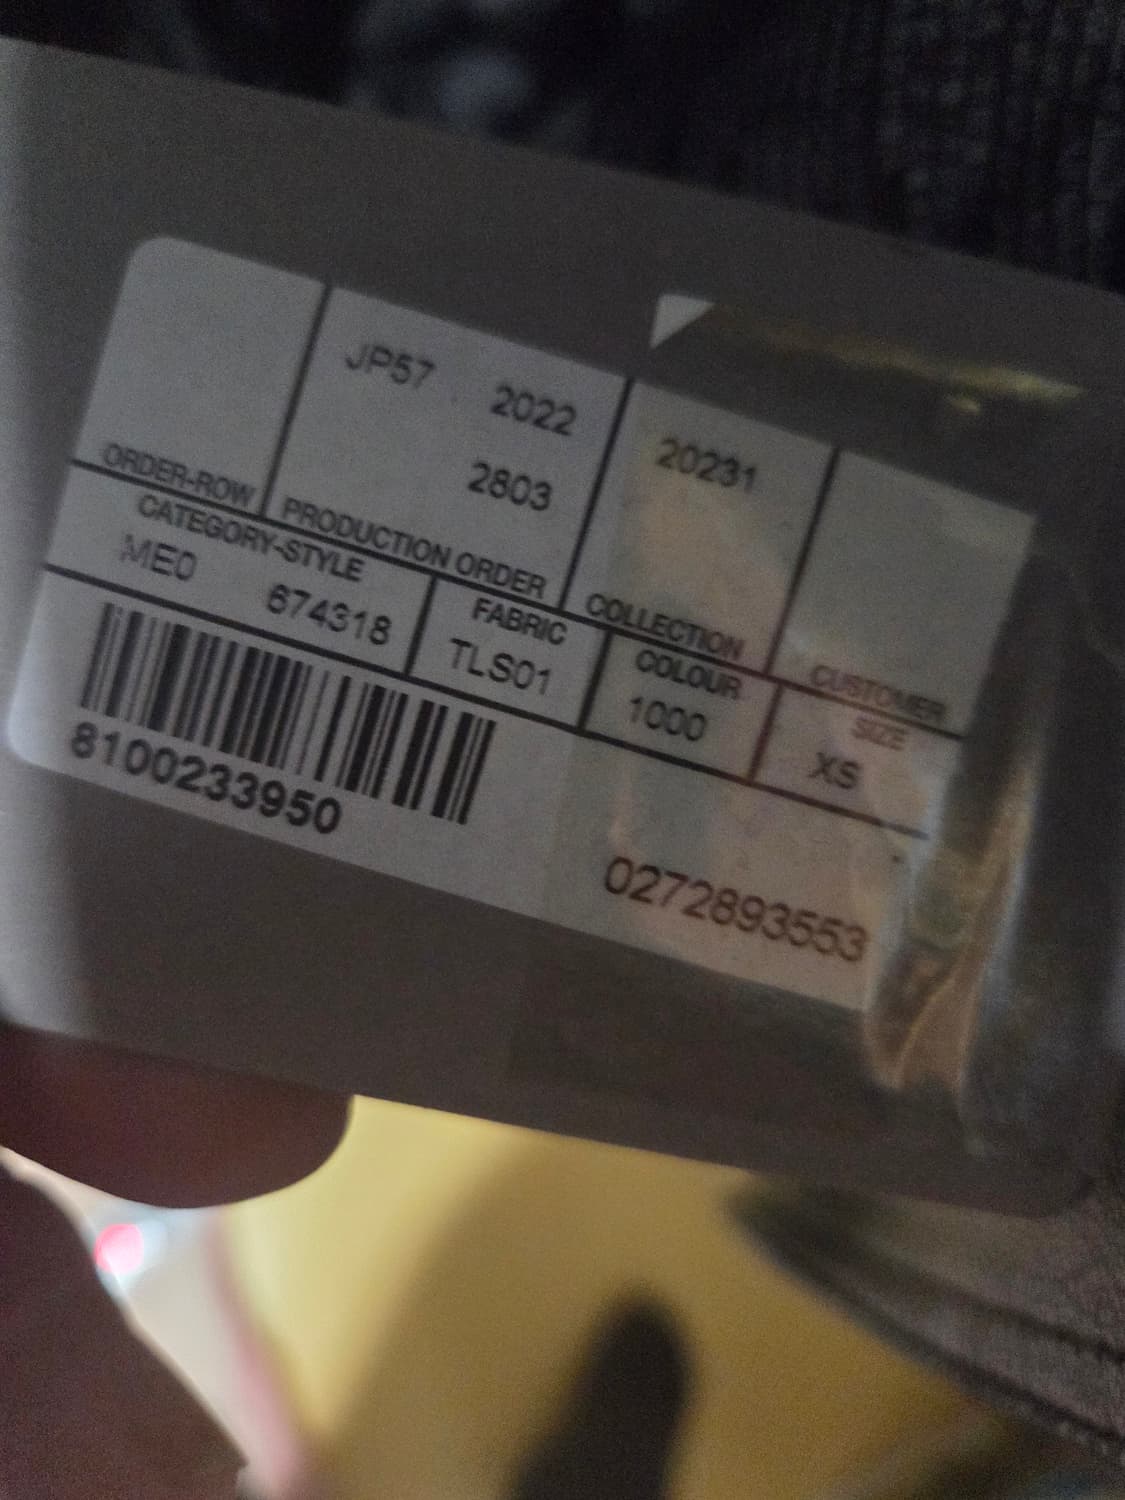 JP57 2022
2803
ORDER-ROW
PRODUCTION ORDER
20231
COLLECTION
CUSTOMER
CATEGORY-STYLE
ME0 674318
FABRIC
TLS01
COLOUR
1000
SIZE
XS
8100233950
0272893553